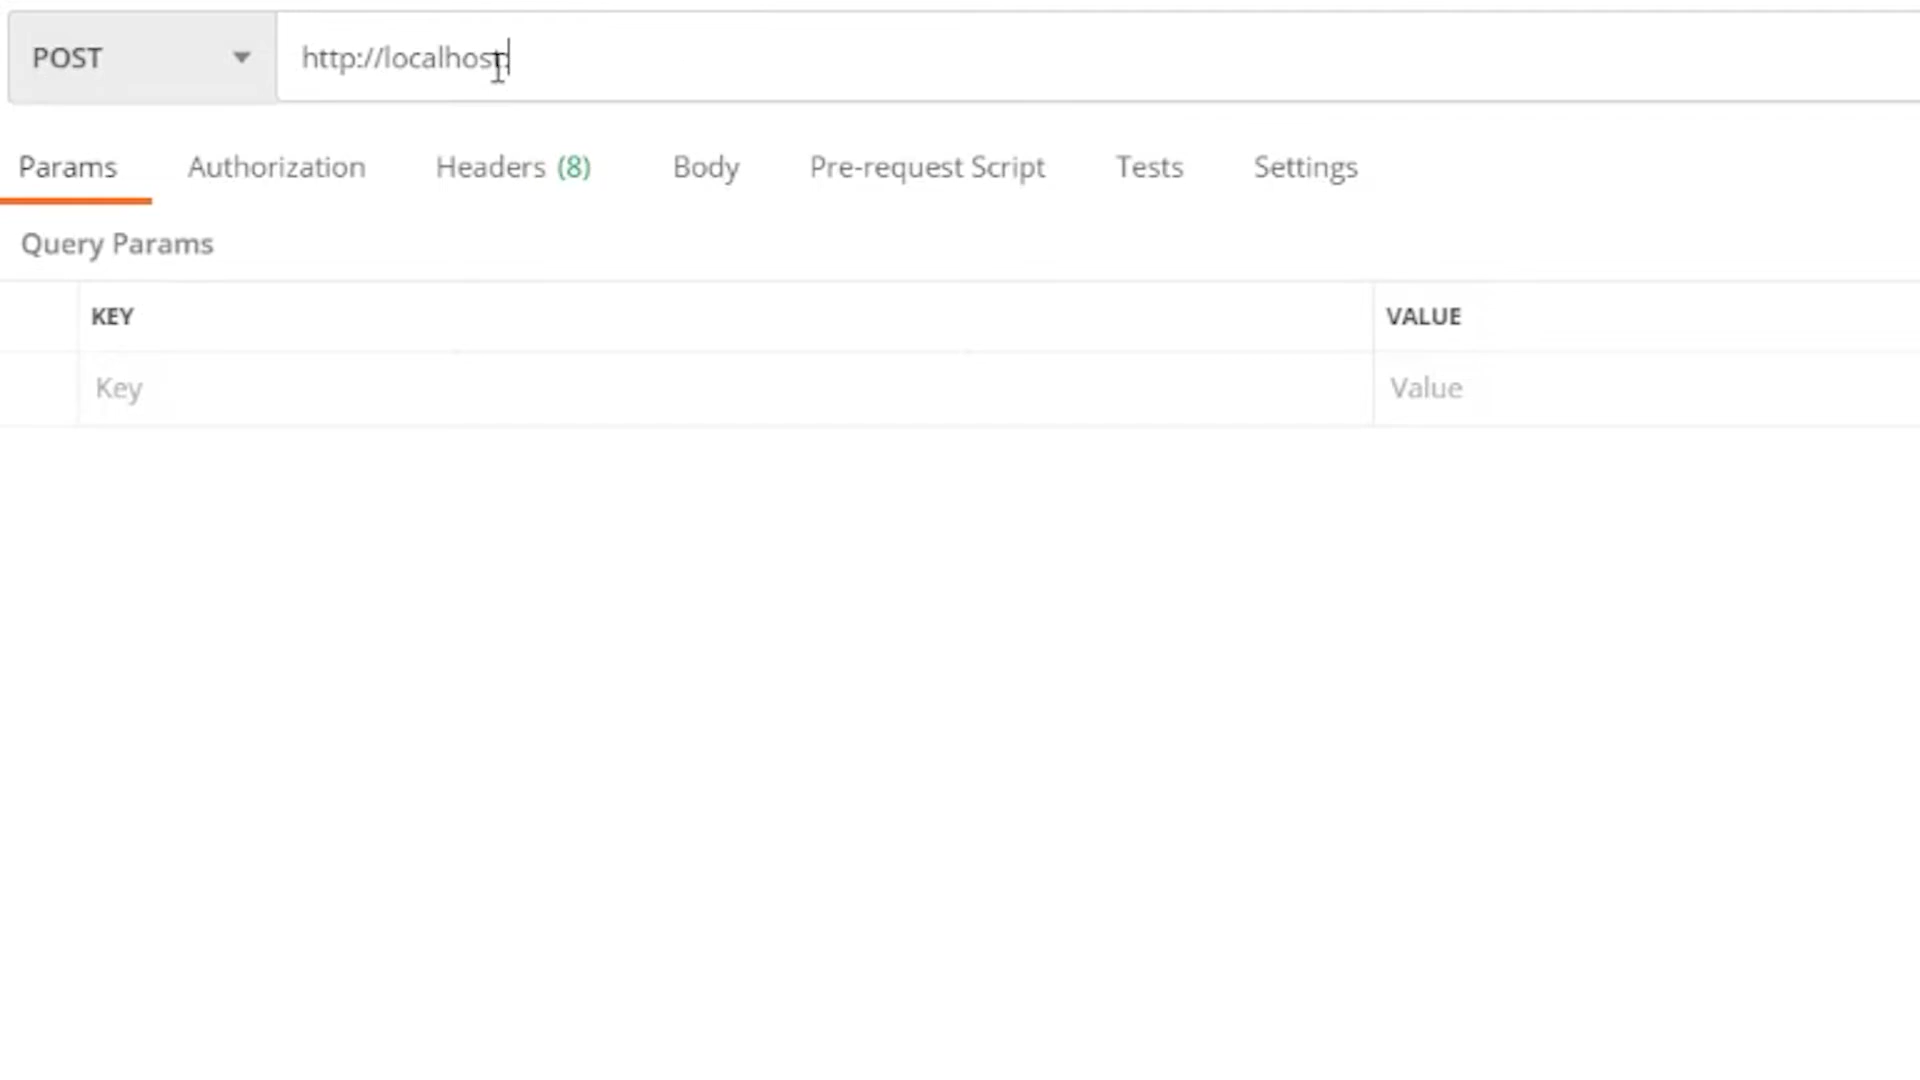 POST http://localhost:
Params Authorization Headers (8) Body Pre-request Script Tests Settings
Query Params
KEY VALUE
Key Value